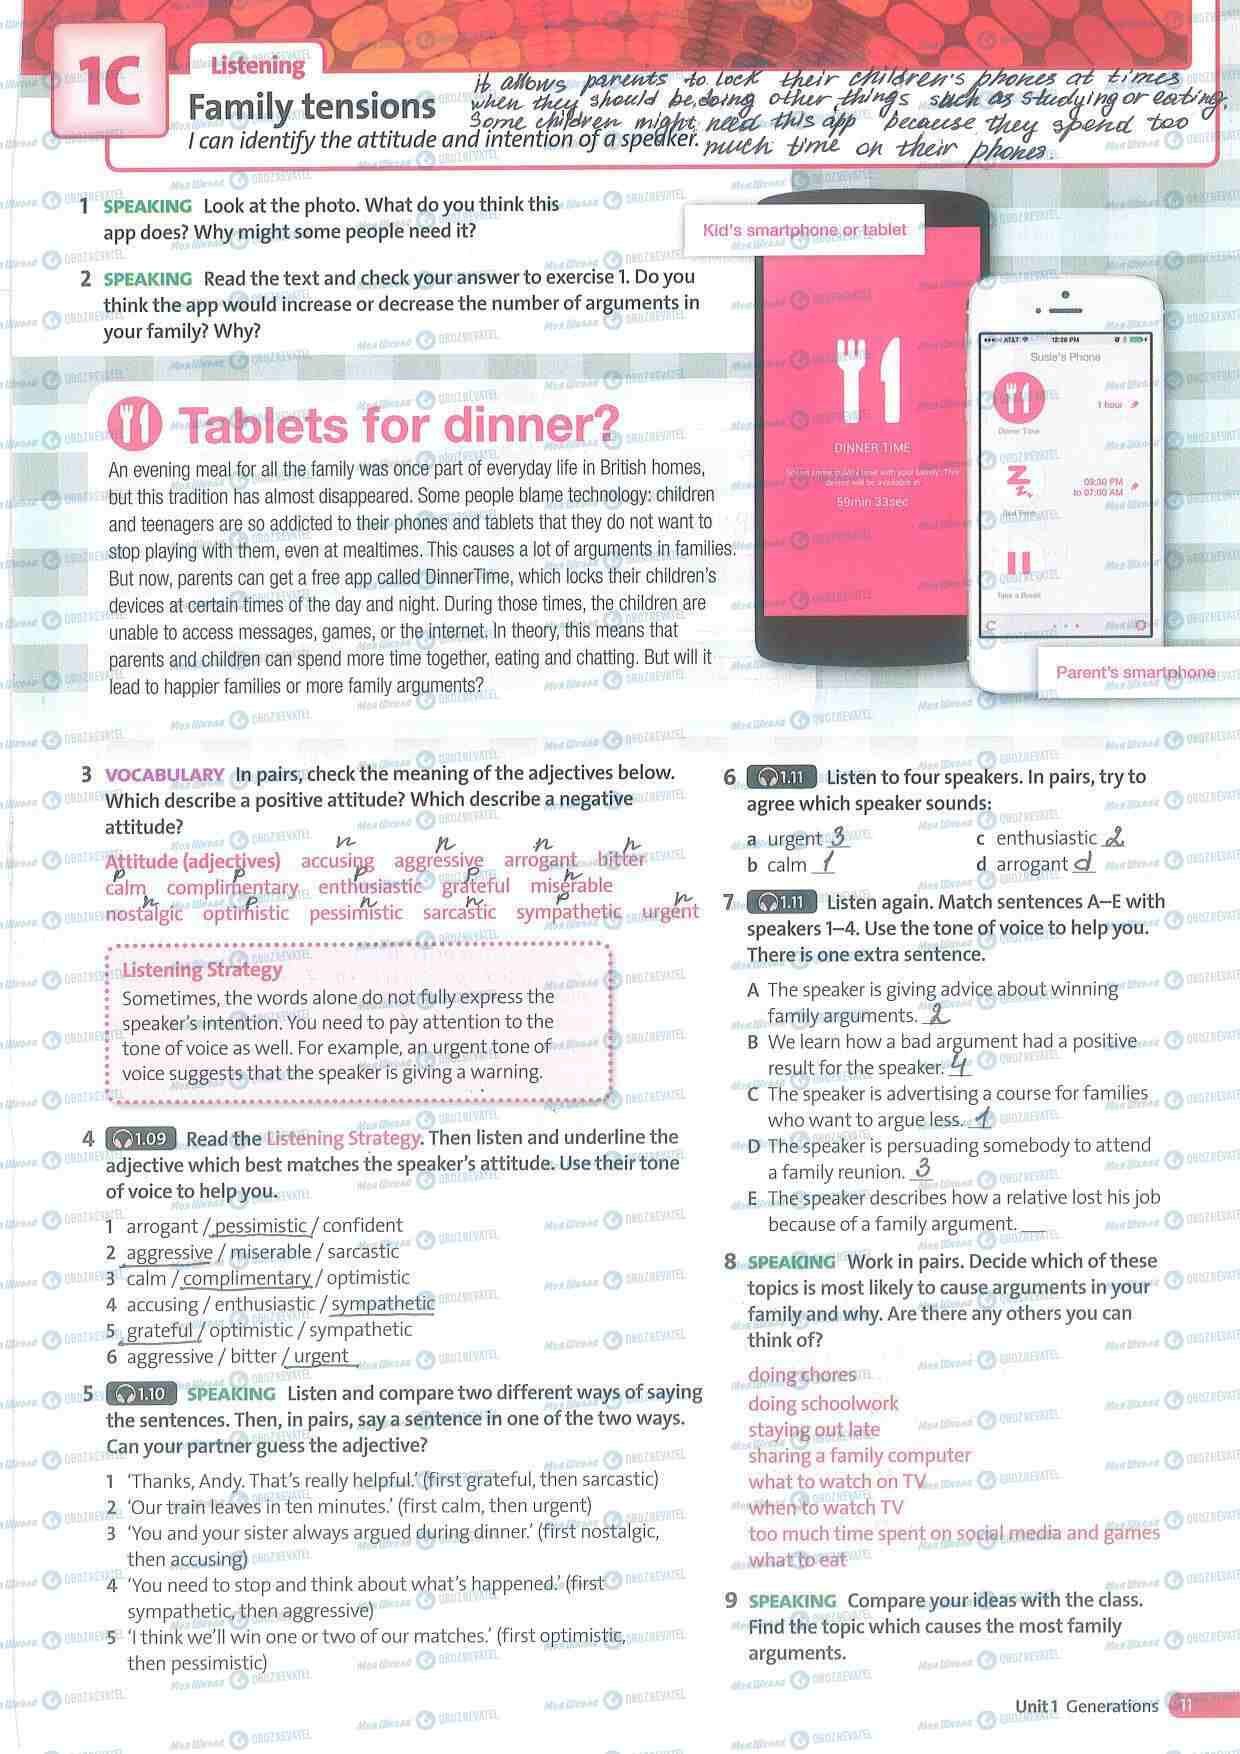 1C
Listening
Family tensions
I can identify the attitude and intention of a speaker.
it allows parents to lock their children's phones at times
when they should be doing other things such as studying or eating.
Some children might need this app because they spend too
much time on their phones.
1 SPEAKING Look at the photo. What do you think this
app does? Why might some people need it?
2 SPEAKING Read the text and check your answer to exercise 1. Do you
think the app would increase or decrease the number of arguments in
your family? Why?
Kid's smartphone or tablet
DINNER TIME
59min 33sec
AT&T 12:28 PM
Susie's Phone
1 hour
Dinner Time
09:30 PM
to 07:00 AM
Bed Time
Take a Break
Parent's smartphone
Tablets for dinner?
An evening meal for all the family was once part of everyday life in British homes,
but this tradition has almost disappeared. Some people blame technology: children
and teenagers are so addicted to their phones and tablets that they do not want to
stop playing with them, even at mealtimes. This causes a lot of arguments in families.
But now, parents can get a free app called DinnerTime, which locks their children's
devices at certain times of the day and night. During those times, the children are
unable to access messages, games, or the internet. In theory, this means that
parents and children can spend more time together, eating and chatting. But will it
lead to happier families or more family arguments?
3 VOCABULARY In pairs, check the meaning of the adjectives below.
Which describe a positive attitude? Which describe a negative
attitude?
n n n n
Attitude (adjectives) accusing aggressive arrogant bitter
p p p p n
calm complimentary enthusiastic grateful miserable
n p n n p n
nostalgic optimistic pessimistic sarcastic sympathetic urgent
Listening Strategy
Sometimes, the words alone do not fully express the
speaker's intention. You need to pay attention to the
tone of voice as well. For example, an urgent tone of
voice suggests that the speaker is giving a warning.
4 1.09 Read the Listening Strategy. Then listen and underline the
adjective which best matches the speaker's attitude. Use their tone
of voice to help you.
1 arrogant / pessimistic / confident
2 aggressive / miserable / sarcastic
3 calm / complimentary / optimistic
4 accusing / enthusiastic / sympathetic
5 grateful / optimistic / sympathetic
6 aggressive / bitter / urgent
5 1.10 SPEAKING Listen and compare two different ways of saying
the sentences. Then, in pairs, say a sentence in one of the two ways.
Can your partner guess the adjective?
1 'Thanks, Andy. That's really helpful.' (first grateful, then sarcastic)
2 'Our train leaves in ten minutes.' (first calm, then urgent)
3 'You and your sister always argued during dinner.' (first nostalgic,
then accusing)
4 'You need to stop and think about what's happened.' (first
sympathetic, then aggressive)
5 'I think we'll win one or two of our matches.' (first optimistic,
then pessimistic)
6 1.11 Listen to four speakers. In pairs, try to
agree which speaker sounds:
a urgent 3 c enthusiastic 2
b calm 1 d arrogant d
7 1.11 Listen again. Match sentences A–E with
speakers 1–4. Use the tone of voice to help you.
There is one extra sentence.
A The speaker is giving advice about winning
family arguments. 2
B We learn how a bad argument had a positive
result for the speaker. 4
C The speaker is advertising a course for families
who want to argue less. 1
D The speaker is persuading somebody to attend
a family reunion. 3
E The speaker describes how a relative lost his job
because of a family argument. __
8 SPEAKING Work in pairs. Decide which of these
topics is most likely to cause arguments in your
family and why. Are there any others you can
think of?
doing chores
doing schoolwork
staying out late
sharing a family computer
what to watch on TV
when to watch TV
too much time spent on social media and games
what to eat
9 SPEAKING Compare your ideas with the class.
Find the topic which causes the most family
arguments.
Unit 1 Generations 11
Моя Школа OBOZREVATEL